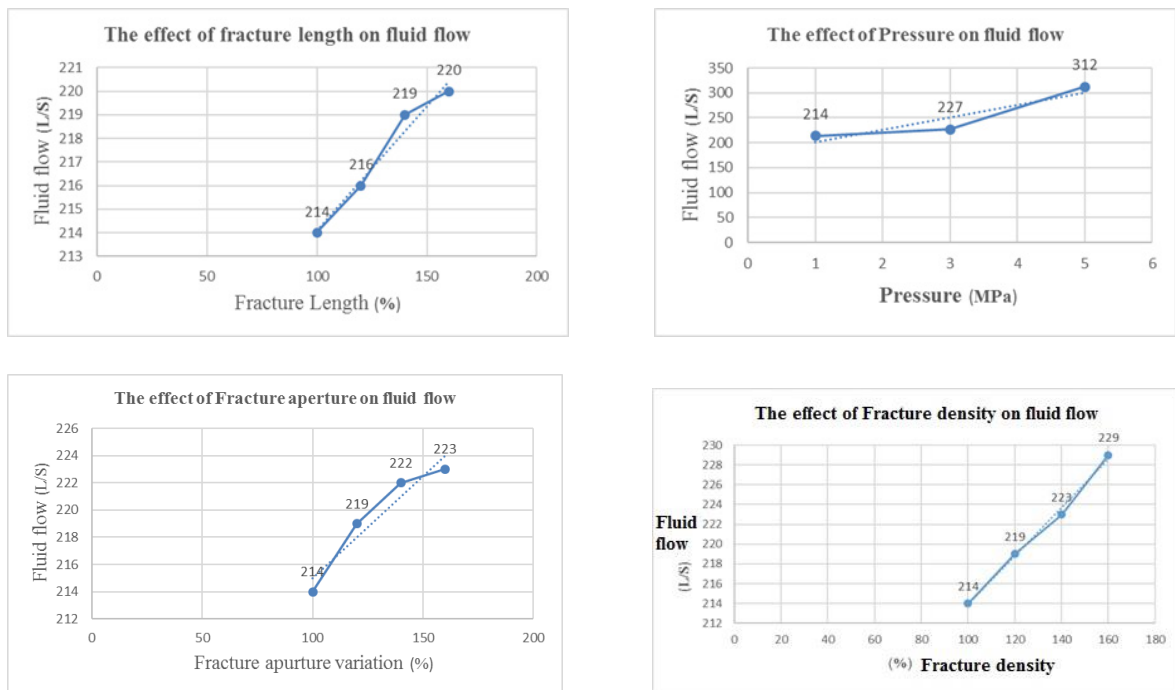 The effect of fracture length on fluid flow
221
220
219
218
217
216
215
214
213
Fluid flow (L/S)
214
216
219
220
0 50 100 150 200
Fracture Length (%)
The effect of Pressure on fluid flow
350
300
250
200
150
100
50
0
Fluid flow (L/S)
214
227
312
0 1 2 3 4 5 6
Pressure (MPa)
The effect of Fracture aperture on fluid flow
226
224
222
220
218
216
214
212
Fluid flow (L/S)
214
219
222
223
0 50 100 150 200
Fracture apurture variation (%)
The effect of Fracture density on fluid flow
230
228
226
224
222
220
218
216
214
212
Fluid
flow
(L/S)
214
219
223
229
0 20 40 60 80 100 120 140 160 180
(%) Fracture density